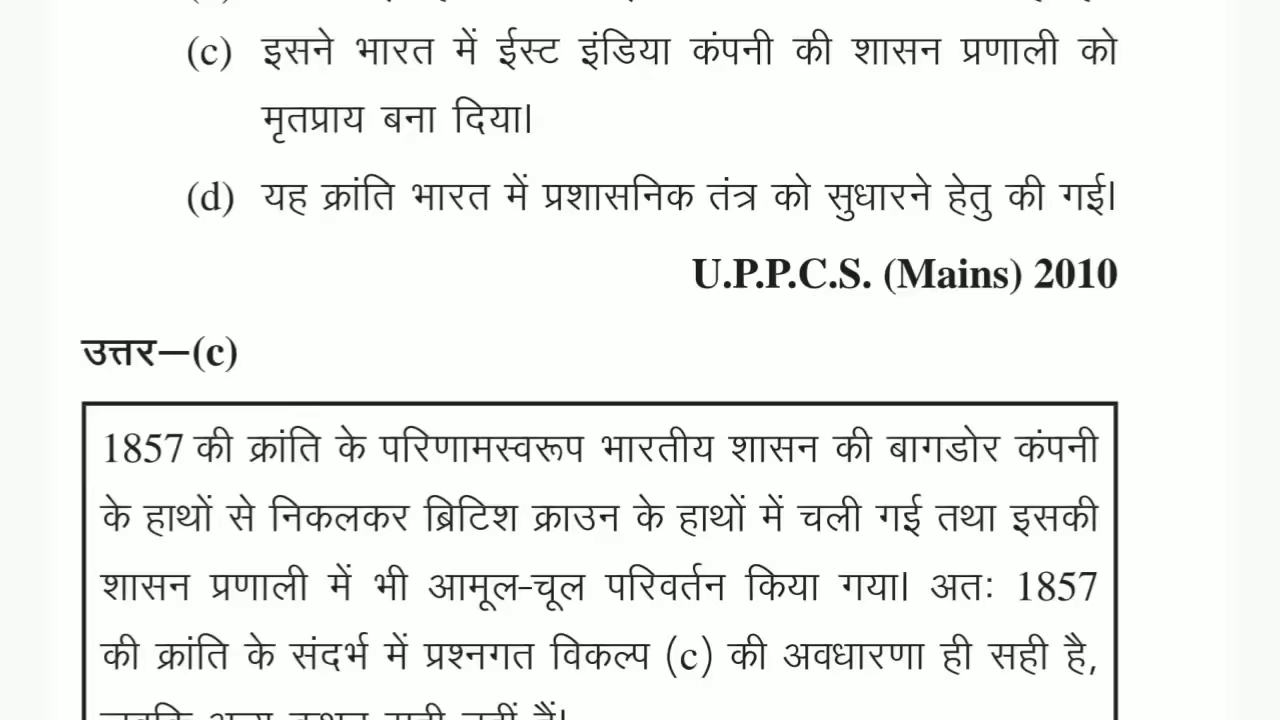 (c) इसने भारत में ईस्ट इंडिया कंपनी की शासन प्रणाली को
मृतप्राय बना दिया।
(d) यह क्रांति भारत में प्रशासनिक तंत्र को सुधारने हेतु की गई।
U.P.P.C.S. (Mains) 2010
उत्तर—(c)
1857 की क्रांति के परिणामस्वरूप भारतीय शासन की बागडोर कंपनी
के हाथों से निकलकर ब्रिटिश क्राउन के हाथों में चली गई तथा इसकी
शासन प्रणाली में भी आमूल-चूल परिवर्तन किया गया। अतः 1857
की क्रांति के संदर्भ में प्रश्नगत विकल्प (c) की अवधारणा ही सही है,